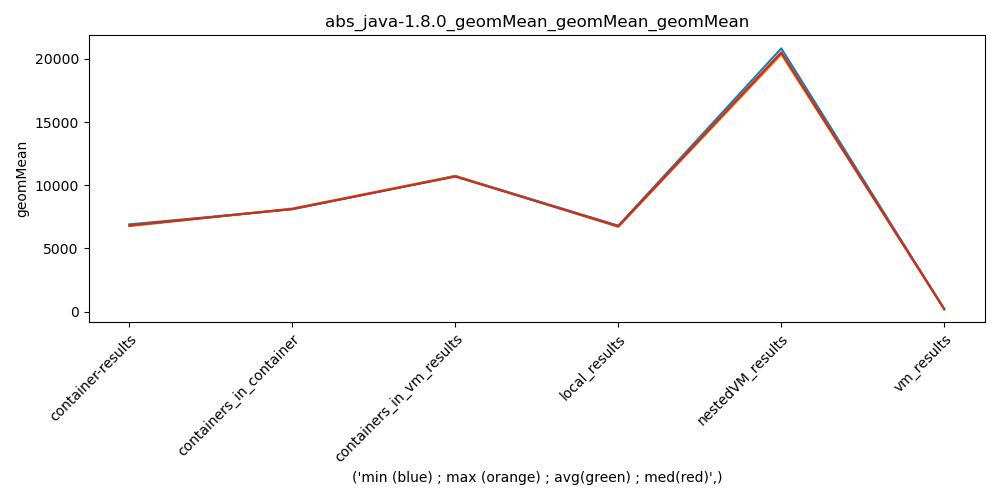 abs_java-1.8.0_geomMean_geomMean_geomMean
geomMean
20000
15000
10000
5000
0
container-results
containers_in_container
containers_in_vm_results
local_results
nestedVM_results
vm_results
('min (blue) ; max (orange) ; avg(green) ; med(red)',)